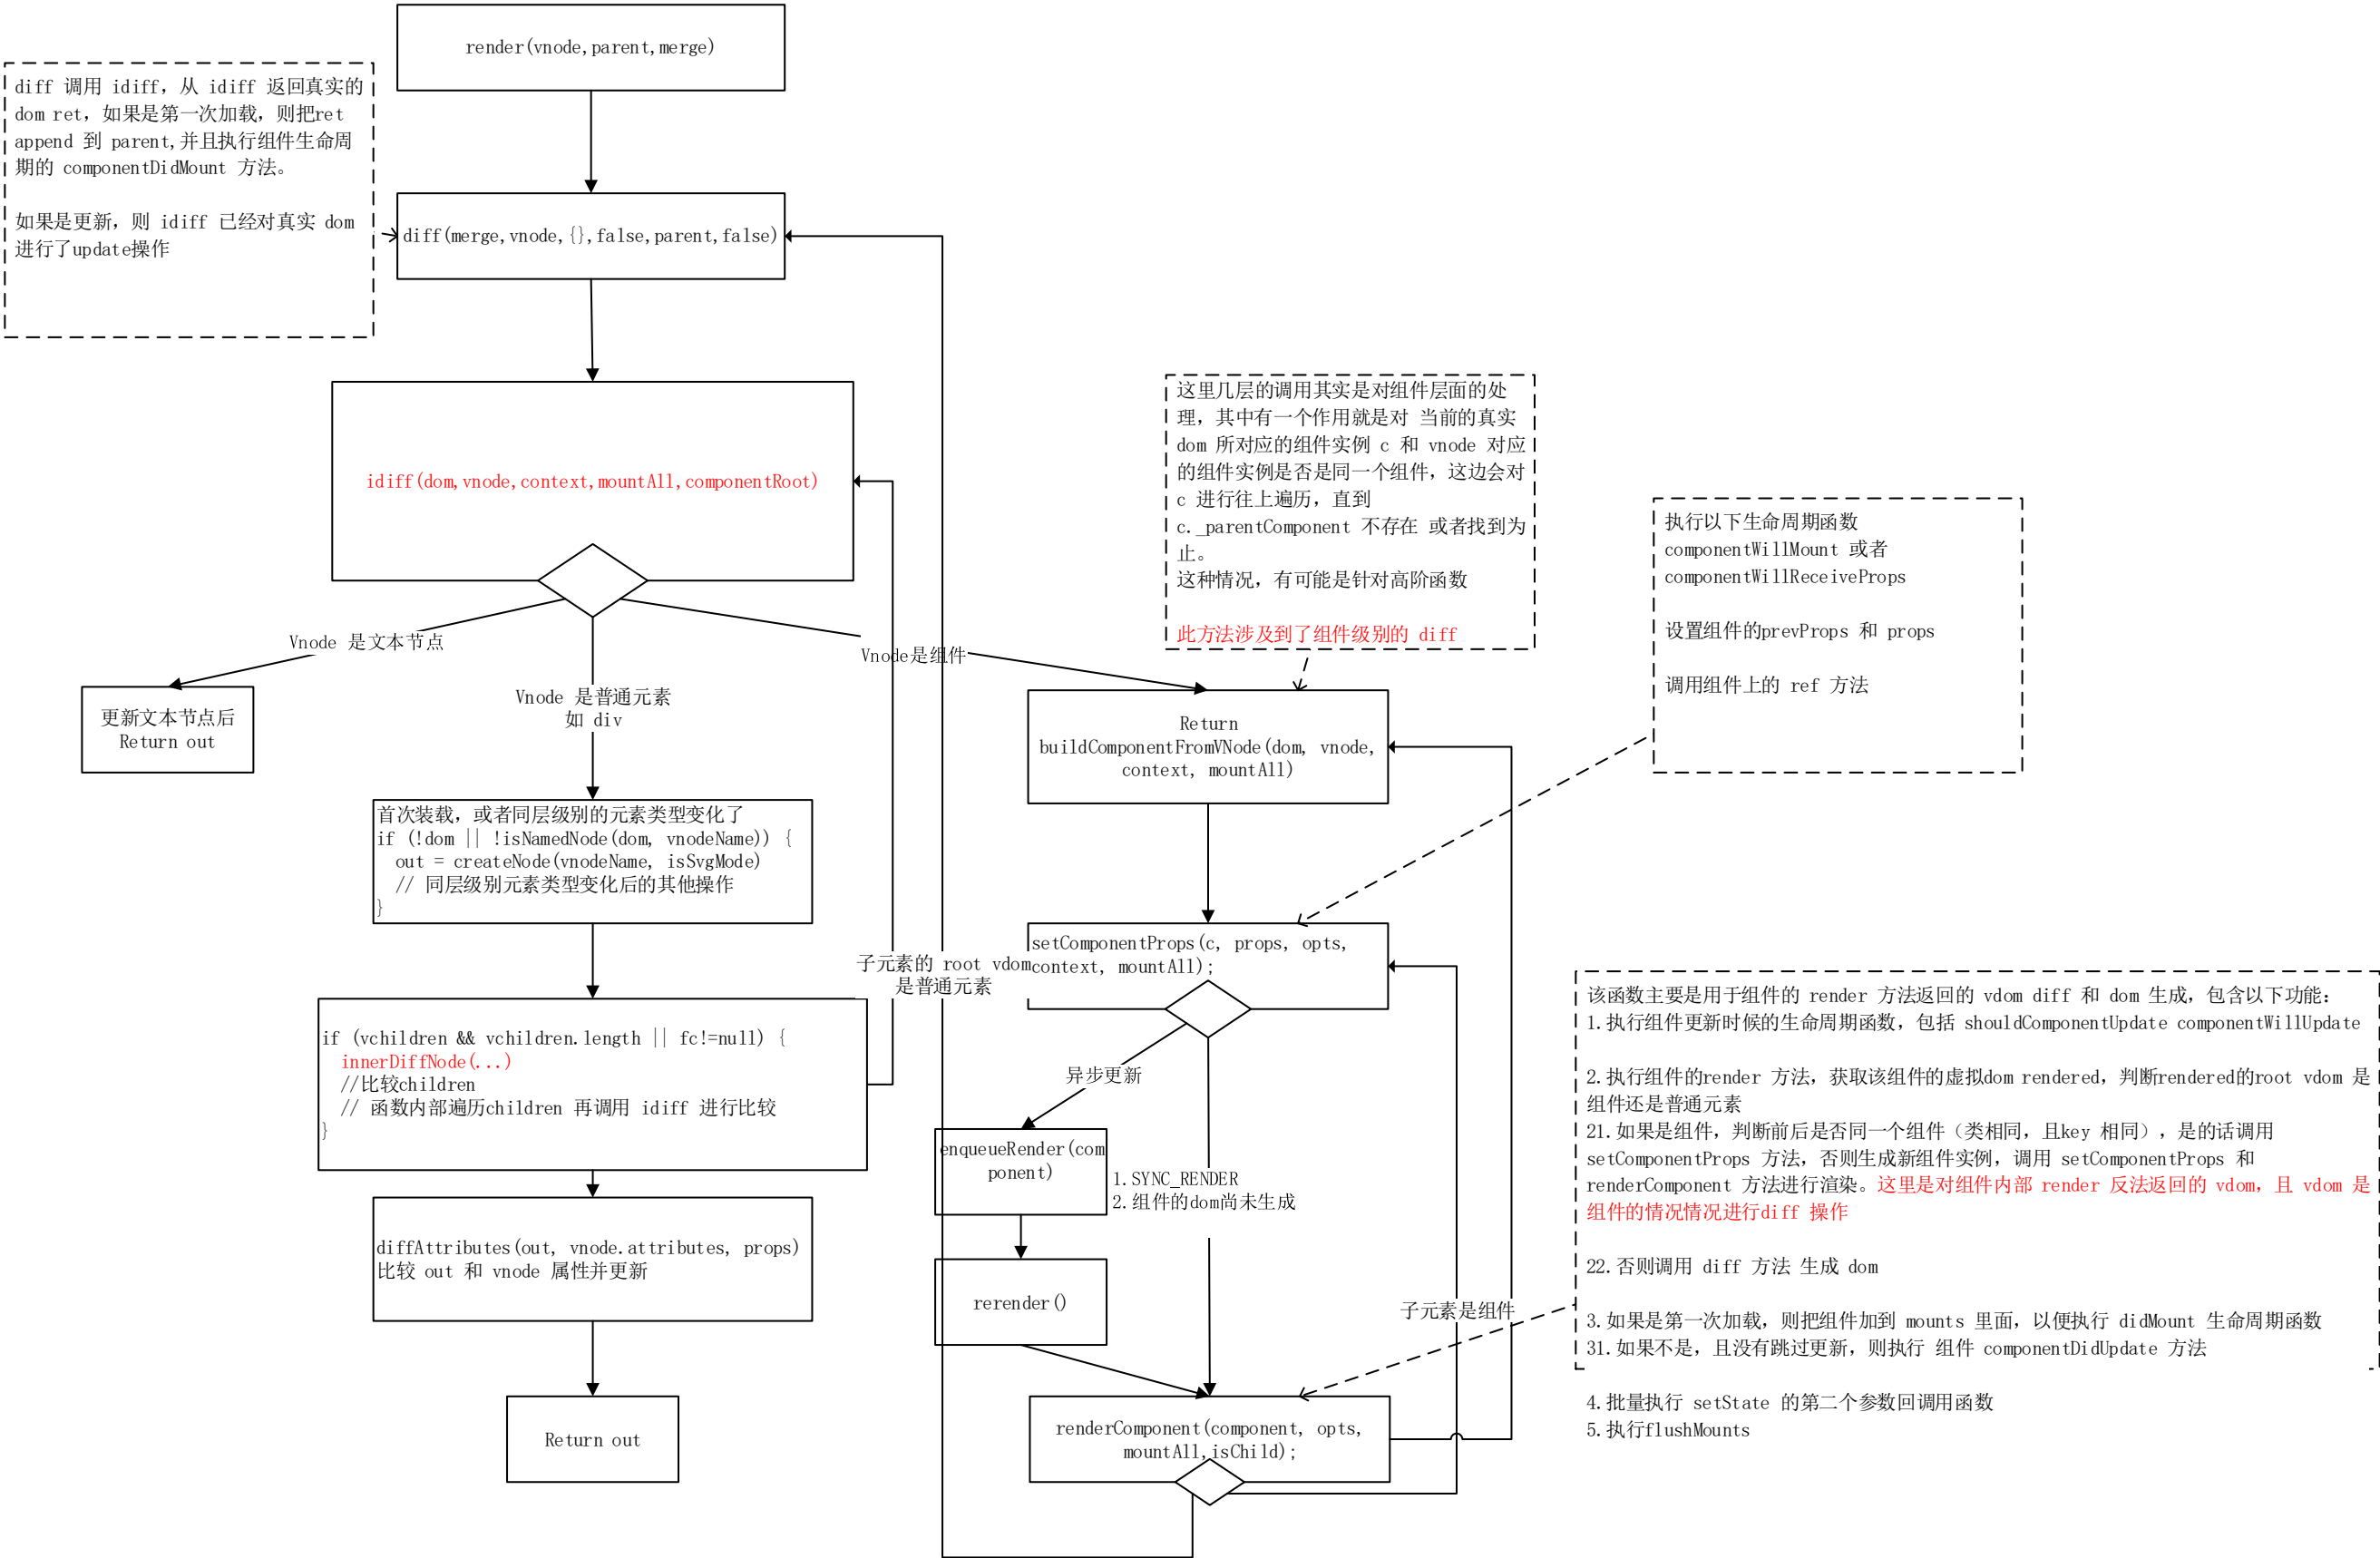 render(vnode,parent,merge)
diff 调用 idiff，从 idiff 返回真实的
dom ret，如果是第一次加载，则把ret
append 到 parent,并且执行组件生命周
期的 componentDidMount 方法。
如果是更新，则 idiff 已经对真实 dom
进行了update操作
diff(merge,vnode,{},false,parent,false)
idiff(dom,vnode,context,mountAll,componentRoot)
这里几层的调用其实是对组件层面的处
理，其中有一个作用就是对 当前的真实
dom 所对应的组件实例 c 和 vnode 对应
的组件实例是否是同一个组件，这边会对
c 进行往上遍历，直到
c._parentComponent 不存在 或者找到为
止。
这种情况，有可能是针对高阶函数
此方法涉及到了组件级别的 diff
执行以下生命周期函数
componentWillMount 或者
componentWillReceiveProps
设置组件的prevProps 和 props
调用组件上的 ref 方法
Vnode 是文本节点
Vnode 是普通元素
如 div
Vnode是组件
更新文本节点后
Return out
Return
buildComponentFromVNode(dom, vnode,
context, mountAll)
首次装载，或者同层级别的元素类型变化了
if (!dom || !isNamedNode(dom, vnodeName)) {
out = createNode(vnodeName, isSvgMode)
// 同层级别元素类型变化后的其他操作
}
子元素的 root vdom
是普通元素
setComponentProps(c, props, opts,
context, mountAll);
if (vchildren && vchildren.length || fc!=null) {
innerDiffNode(...)
//比较children
// 函数内部遍历children 再调用 idiff 进行比较
}
异步更新
enqueueRender(com
ponent)
1.SYNC_RENDER
2.组件的dom尚未生成
diffAttributes(out, vnode.attributes, props)
比较 out 和 vnode 属性并更新
rerender()
子元素是组件
Return out
renderComponent(component, opts,
mountAll,isChild);
该函数主要是用于组件的 render 方法返回的 vdom diff 和 dom 生成，包含以下功能：
1.执行组件更新时候的生命周期函数，包括 shouldComponentUpdate componentWillUpdate
2.执行组件的render 方法，获取该组件的虚拟dom rendered，判断rendered的root vdom 是
组件还是普通元素
21.如果是组件，判断前后是否同一个组件（类相同，且key 相同），是的话调用
setComponentProps 方法，否则生成新组件实例，调用 setComponentProps 和
renderComponent 方法进行渲染。这里是对组件内部 render 反法返回的 vdom，且 vdom 是
组件的情况情况进行diff 操作
22.否则调用 diff 方法 生成 dom
3.如果是第一次加载，则把组件加到 mounts 里面，以便执行 didMount 生命周期函数
31.如果不是，且没有跳过更新，则执行 组件 componentDidUpdate 方法
4.批量执行 setState 的第二个参数回调用函数
5.执行flushMounts